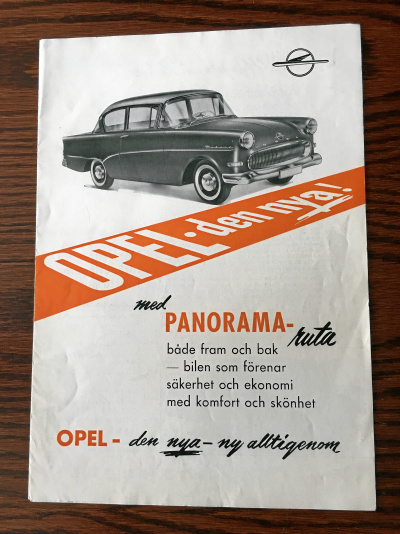 OPEL · den nya!
med
PANORAMA-
ruta
både fram och bak
— bilen som förenar
säkerhet och ekonomi
med komfort och skönhet
OPEL - den nya - ny alltigenom